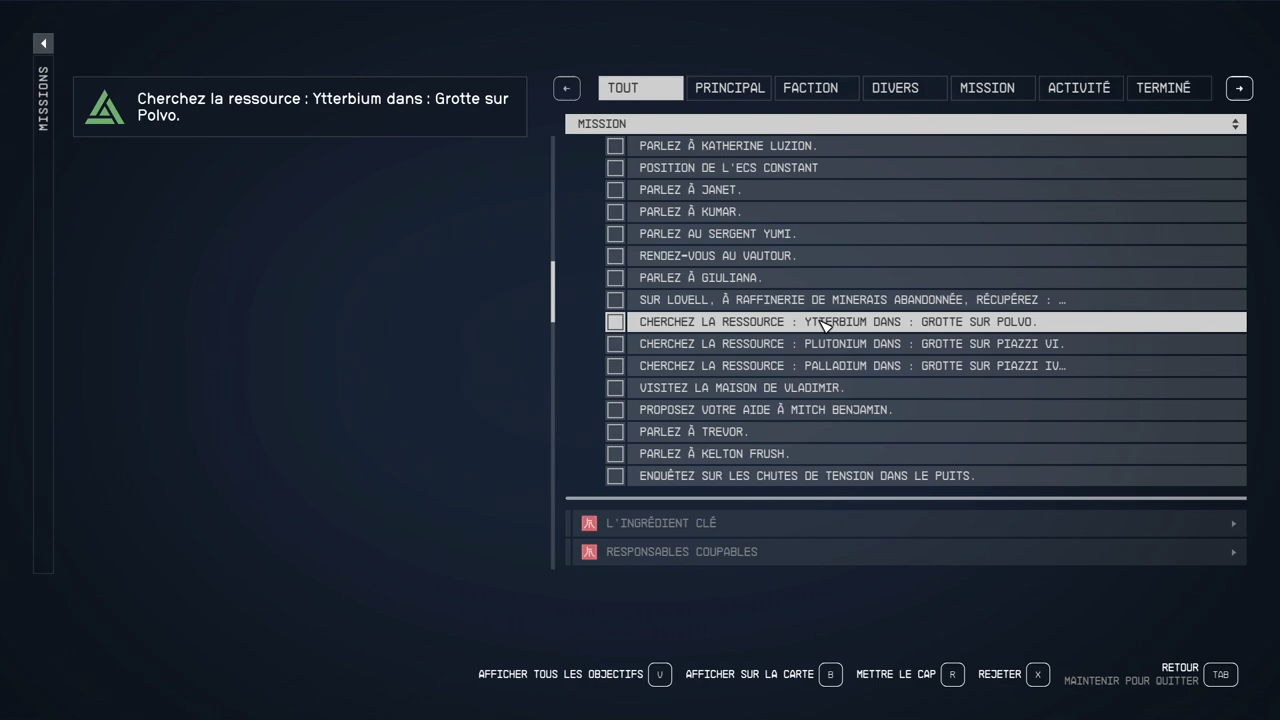 MISSIONS
Cherchez la ressource : Ytterbium dans : Grotte sur
Polvo.
TOUT
PRINCIPAL
FACTION
DIVERS
MISSION
ACTIVITÉ
TERMINÉ
MISSION
PARLEZ À KATHERINE LUZION.
POSITION DE L'ECS CONSTANT
PARLEZ À JANET.
PARLEZ À KUMAR.
PARLEZ AU SERGENT YUMI.
RENDEZ-VOUS AU VAUTOUR.
PARLEZ À GIULIANA.
SUR LOVELL, À RAFFINERIE DE MINERAIS ABANDONNÉE, RÉCUPÉREZ : …
CHERCHEZ LA RESSOURCE : YTTERBIUM DANS : GROTTE SUR POLVO.
CHERCHEZ LA RESSOURCE : PLUTONIUM DANS : GROTTE SUR PIAZZI VI.
CHERCHEZ LA RESSOURCE : PALLADIUM DANS : GROTTE SUR PIAZZI IV…
VISITEZ LA MAISON DE VLADIMIR.
PROPOSEZ VOTRE AIDE À MITCH BENJAMIN.
PARLEZ À TREVOR.
PARLEZ À KELTON FRUSH.
ENQUÊTEZ SUR LES CHUTES DE TENSION DANS LE PUITS.
L'INGRÉDIENT CLÉ
RESPONSABLES COUPABLES
AFFICHER TOUS LES OBJECTIFS V
AFFICHER SUR LA CARTE B
METTRE LE CAP R
REJETER X
RETOUR
MAINTENIR POUR QUITTER
TAB